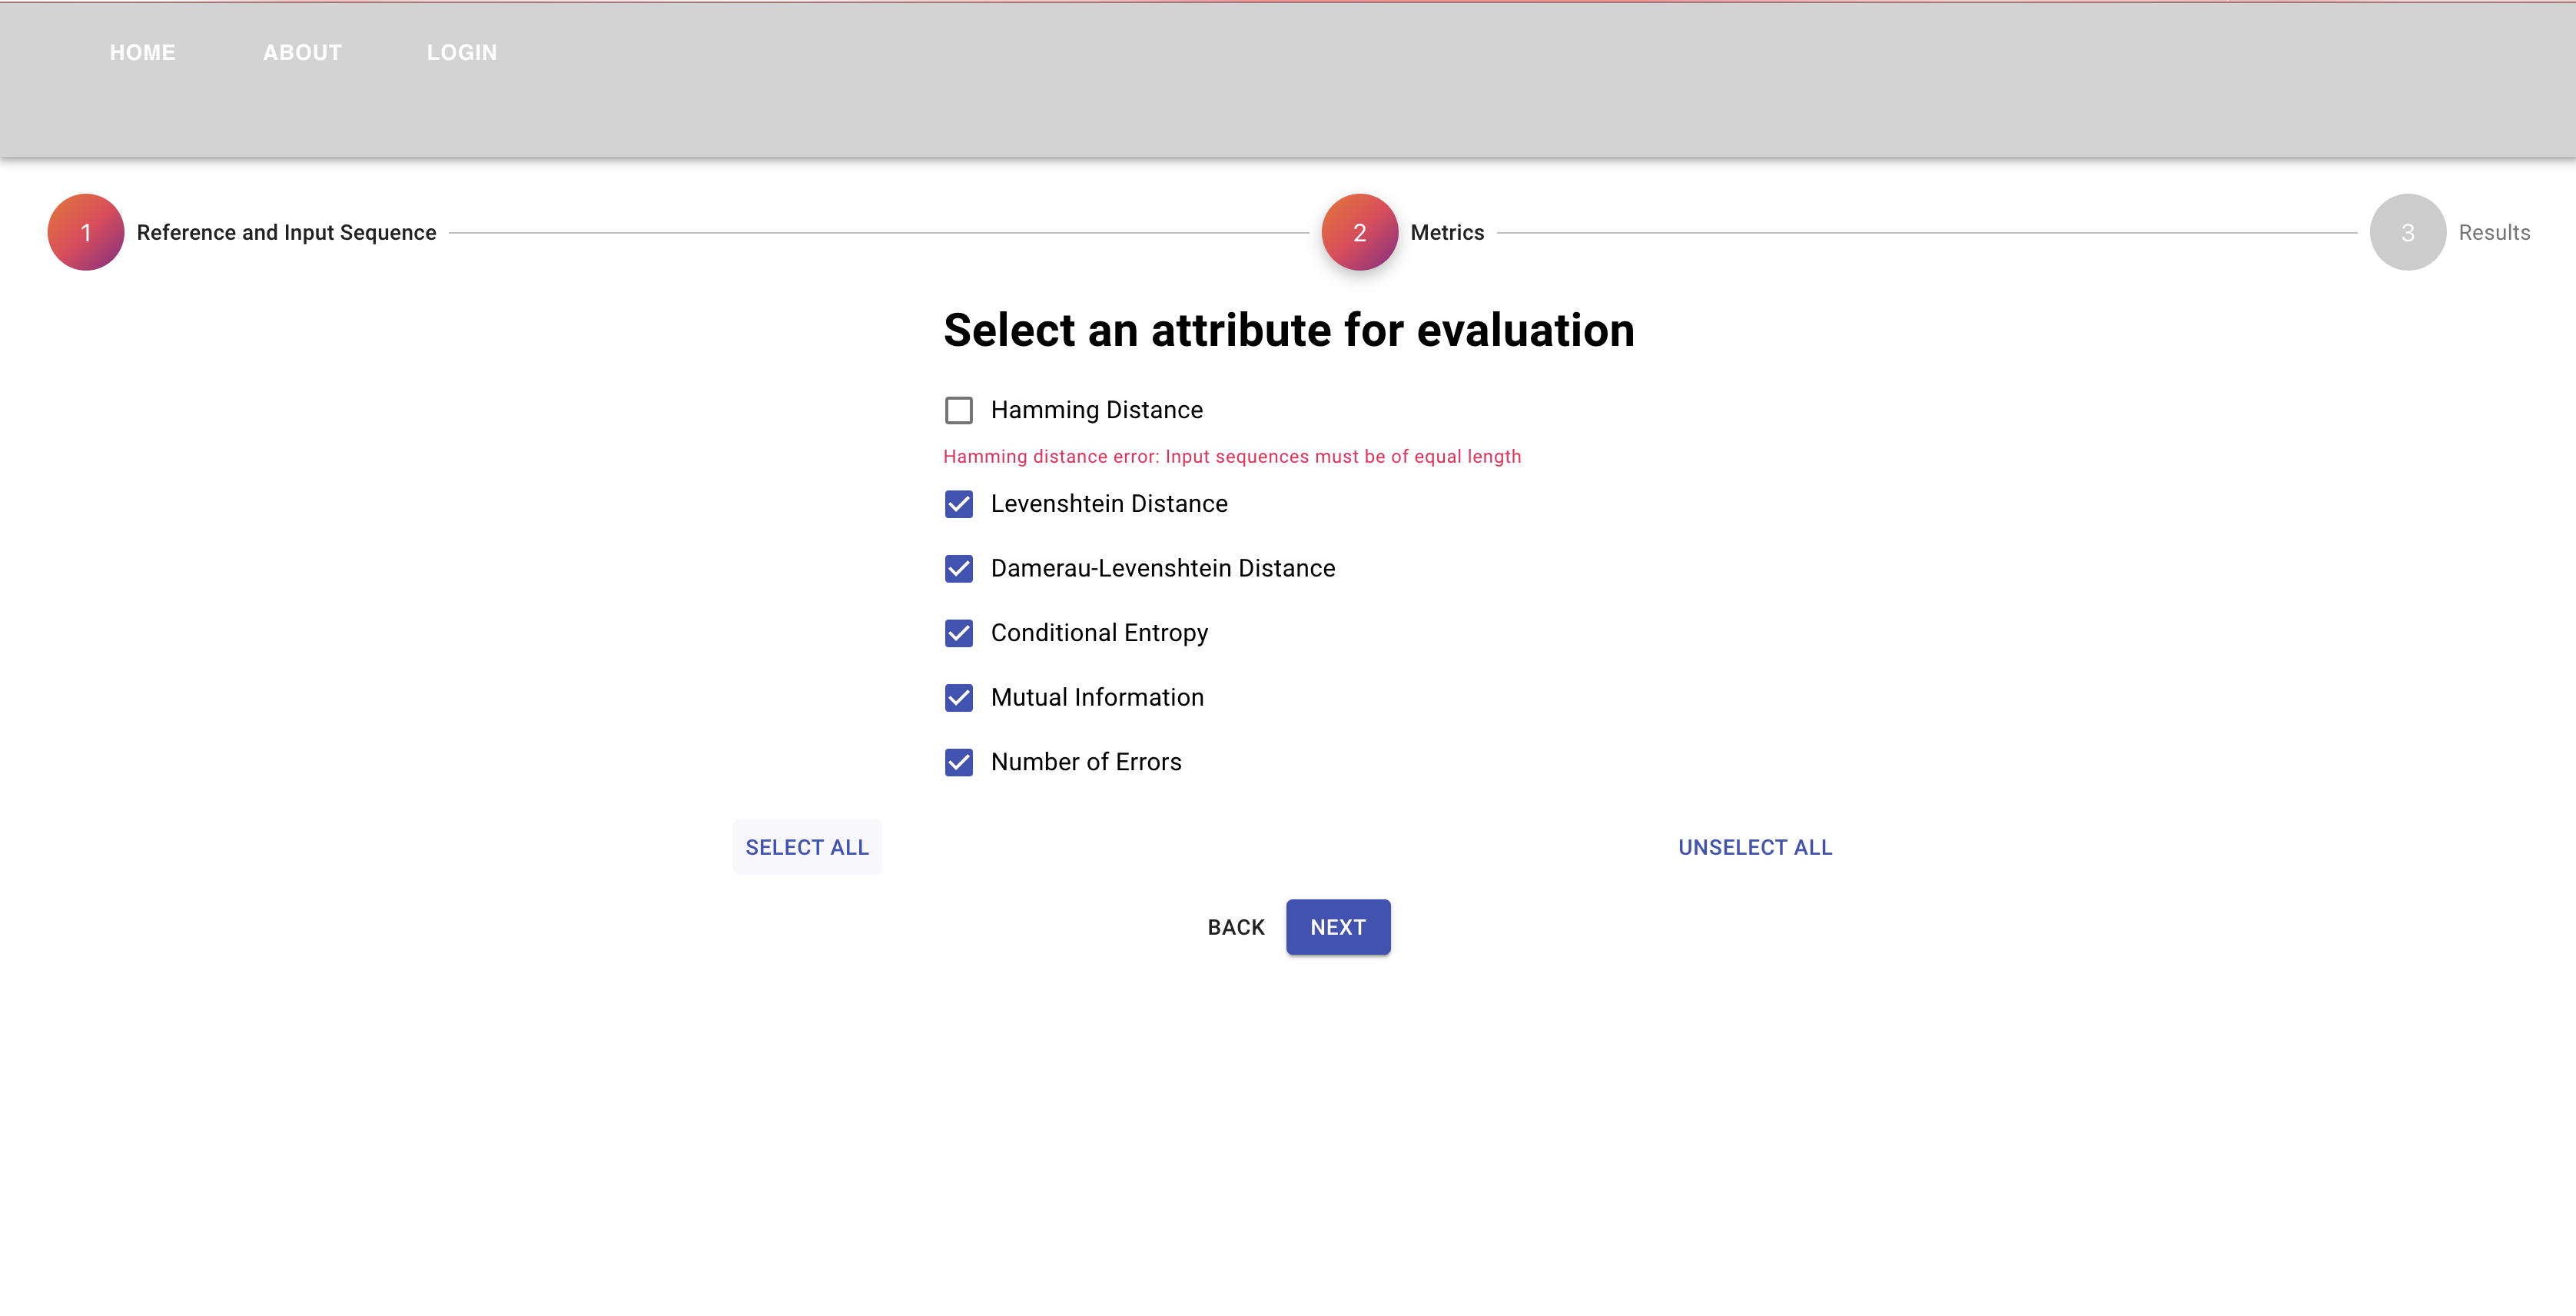 HOME ABOUT LOGIN
1 Reference and Input Sequence 2 Metrics 3 Results
Select an attribute for evaluation
Hamming Distance
Hamming distance error: Input sequences must be of equal length
Levenshtein Distance
Damerau-Levenshtein Distance
Conditional Entropy
Mutual Information
Number of Errors
SELECT ALL UNSELECT ALL
BACK NEXT